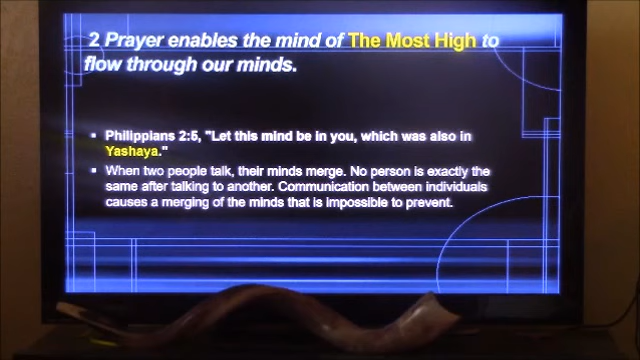 2 Prayer enables the mind of The Most High to
flow through our minds.
▪ Philippians 2:5, "Let this mind be in you, which was also in
Yashaya."
▪ When two people talk, their minds merge. No person is exactly the
same after talking to another. Communication between individuals
causes a merging of the minds that is impossible to prevent.